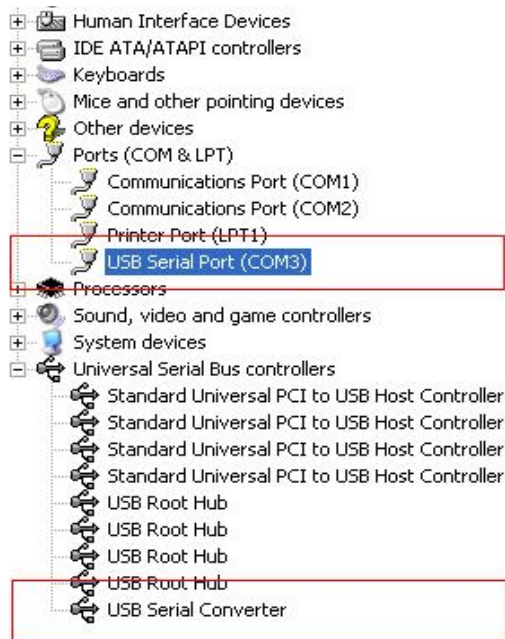 Human Interface Devices
IDE ATA/ATAPI controllers
Keyboards
Mice and other pointing devices
Other devices
Ports (COM & LPT)
Communications Port (COM1)
Communications Port (COM2)
Printer Port (LPT1)
USB Serial Port (COM3)
Processors
Sound, video and game controllers
System devices
Universal Serial Bus controllers
Standard Universal PCI to USB Host Controller
Standard Universal PCI to USB Host Controller
Standard Universal PCI to USB Host Controller
Standard Universal PCI to USB Host Controller
USB Root Hub
USB Root Hub
USB Root Hub
USB Root Hub
USB Serial Converter